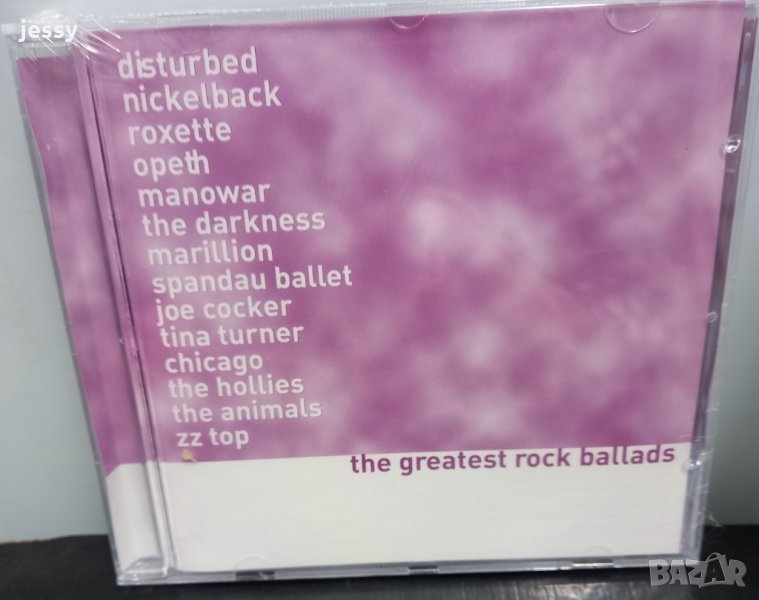 jessy
disturbed
nickelback
roxette
opeth
manowar
the darkness
marillion
spandau ballet
joe cocker
tina turner
chicago
the hollies
the animals
zz top
the greatest rock ballads
BAZAR